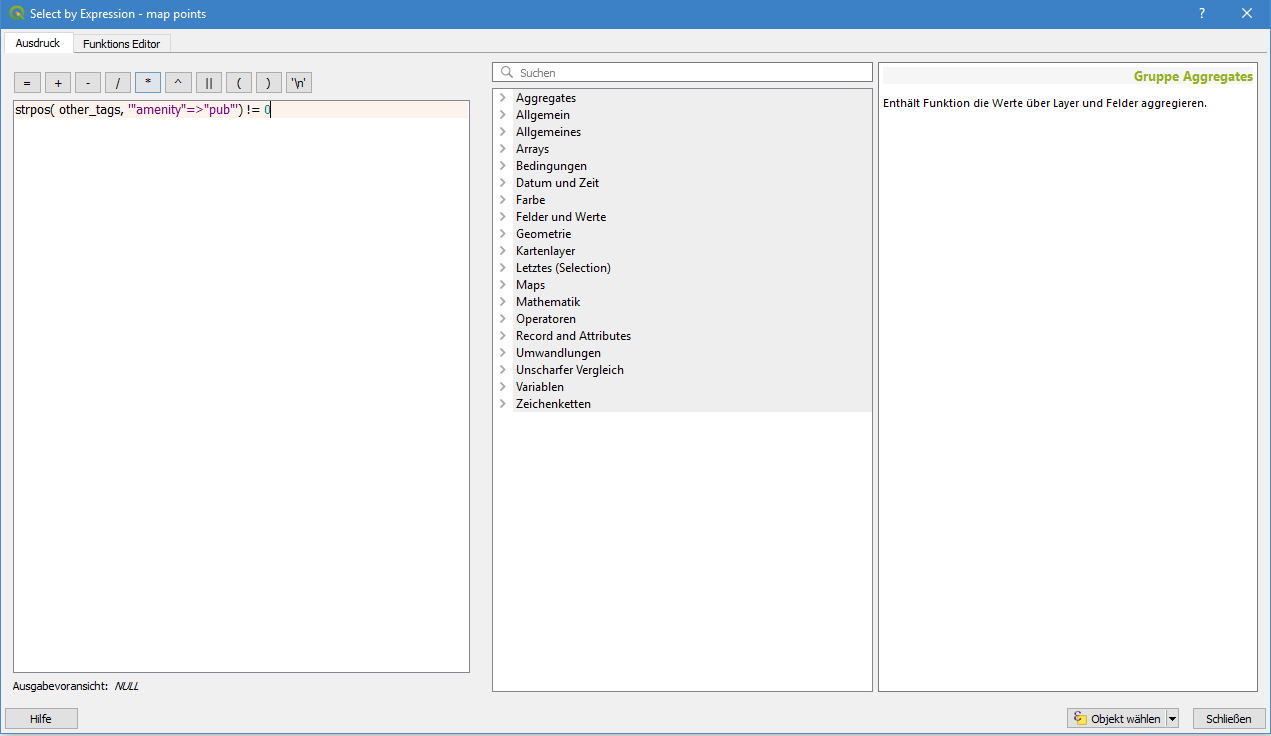 Select by Expression - map points
?
Ausdruck
Funktions Editor
= + - / * ^ || ( ) '\n'
strpos( other_tags, '"amenity"=>"pub"') != 0
Ausgabevoransicht: NULL
Suchen
Aggregates
Allgemein
Allgemeines
Arrays
Bedingungen
Datum und Zeit
Farbe
Felder und Werte
Geometrie
Kartenlayer
Letztes (Selection)
Maps
Mathematik
Operatoren
Record and Attributes
Umwandlungen
Unscharfer Vergleich
Variablen
Zeichenketten
Gruppe Aggregates
Enthält Funktion die Werte über Layer und Felder aggregieren.
Hilfe
Objekt wählen
Schließen